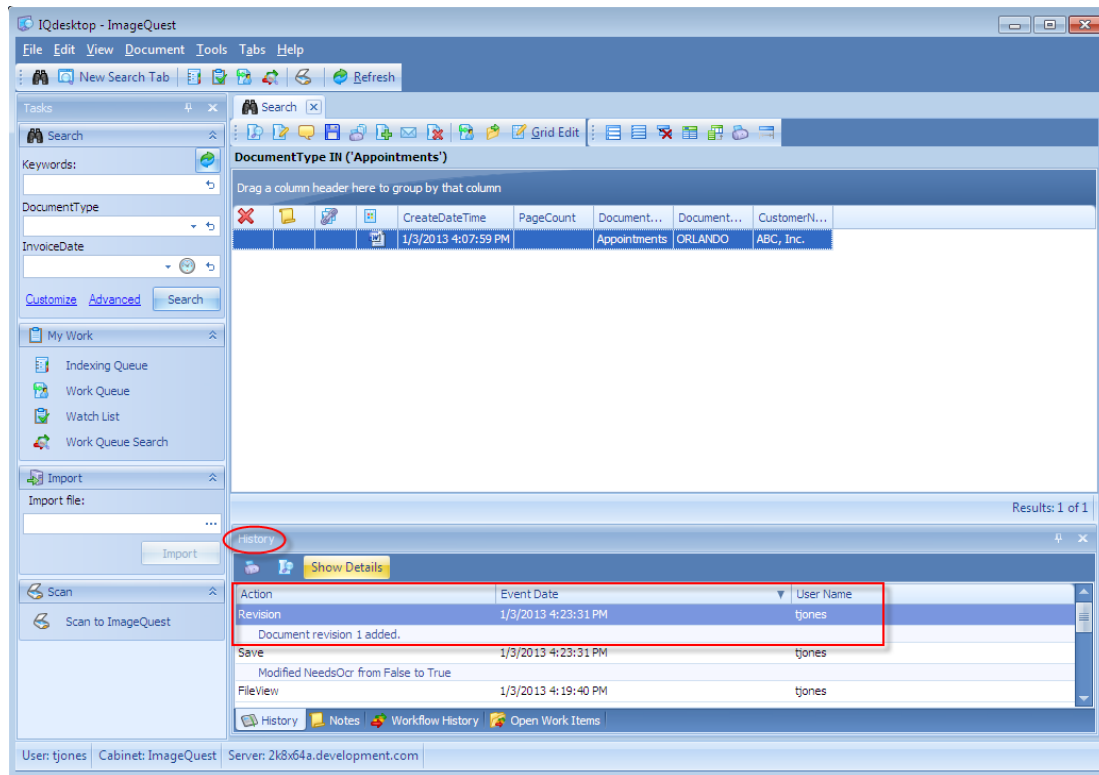 IQdesktop - ImageQuest
File Edit View Document Tools Tabs Help
New Search Tab Refresh
Tasks
Search
Search
Keywords:
Grid Edit
DocumentType IN ('Appointments')
Drag a column header here to group by that column
DocumentType
CreateDateTime PageCount Document... Document... CustomerN...
1/3/2013 4:07:59 PM Appointments ORLANDO ABC, Inc.
InvoiceDate
Customize Advanced Search
My Work
Indexing Queue
Work Queue
Watch List
Work Queue Search
Import
Import file:
...
Import
Scan
Scan to ImageQuest
Results: 1 of 1
History
Show Details
Action Event Date User Name
Revision 1/3/2013 4:23:31 PM tjones
Document revision 1 added.
Save 1/3/2013 4:23:31 PM tjones
Modified NeedsOcr from False to True
FileView 1/3/2013 4:19:40 PM tjones
History Notes Workflow History Open Work Items
User: tjones Cabinet: ImageQuest Server: 2k8x64a.development.com